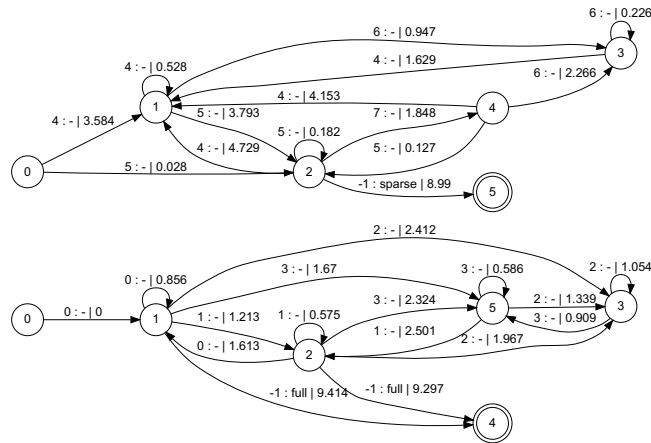 6 : - | 0.226
6 : - | 0.947
3
4 : - | 0.528
4 : - | 1.629
6 : - | 2.266
4 : - | 4.153
1
4
4 : - | 3.584
5 : - | 3.793
5 : - | 0.182
7 : - | 1.848
4 : - | 4.729
5 : - | 0.127
0
5 : - | 0.028
2
-1 : sparse | 8.99
5
2 : - | 2.412
0 : - | 0.856
3 : - | 1.67
3 : - | 0.586
2 : - | 1.054
0
0 : - | 0
1
1 : - | 1.213
1 : - | 0.575
3 : - | 2.324
5
2 : - | 1.339
3
3 : - | 0.909
0 : - | 1.613
2
1 : - | 2.501
2 : - | 1.967
-1 : full | 9.414
-1 : full | 9.297
4